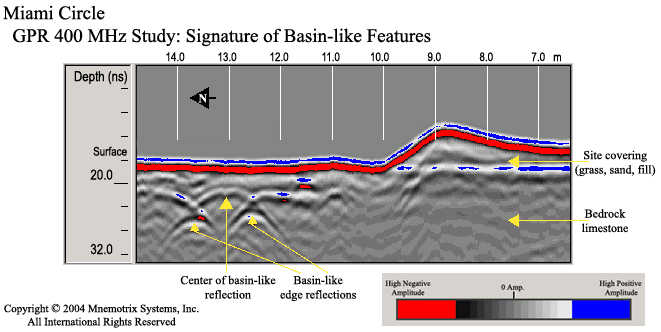 Miami Circle
GPR 400 MHz Study: Signature of Basin-like Features
14.0 13.0 12.0 11.0 10.0 9.0 8.0 7.0 m
Depth (ns)
N
Surface
20.0
32.0
Site covering
(grass, sand, fill)
Bedrock
limestone
Center of basin-like
reflection
Basin-like
edge reflections
High Negative
Amplitude
0 Amp.
High Positive
Amplitude
Copyright © 2004 Mnemotrix Systems, Inc.
All International Rights Reserved